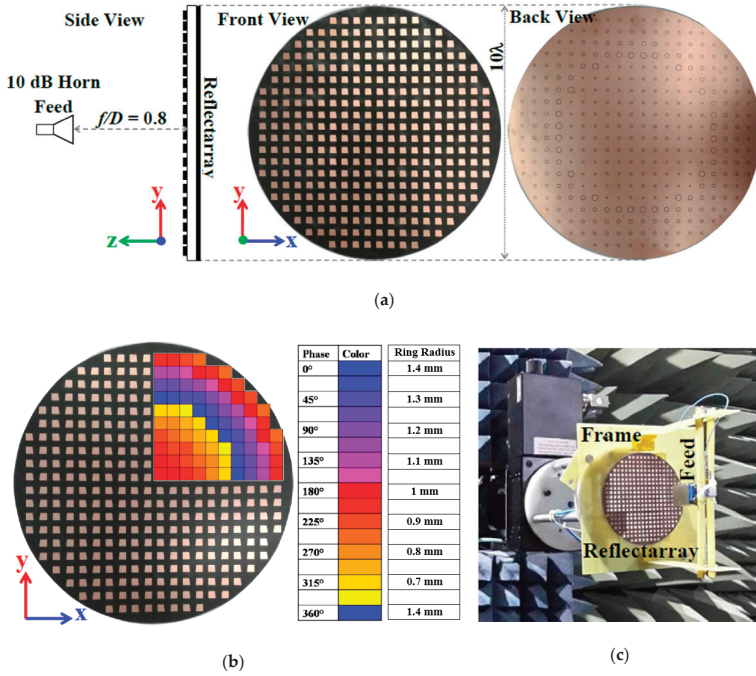 Side View
Front View
Back View
10 dB Horn
Feed
f/D = 0.8
Reflectarray
10λ
y
z
y
x
(a)
y
x
Phase Color Ring Radius
0° 1.4 mm
45° 1.3 mm
90° 1.2 mm
135° 1.1 mm
180° 1 mm
225° 0.9 mm
270° 0.8 mm
315° 0.7 mm
360° 1.4 mm
(b)
Frame
Feed
Reflectarray
(c)